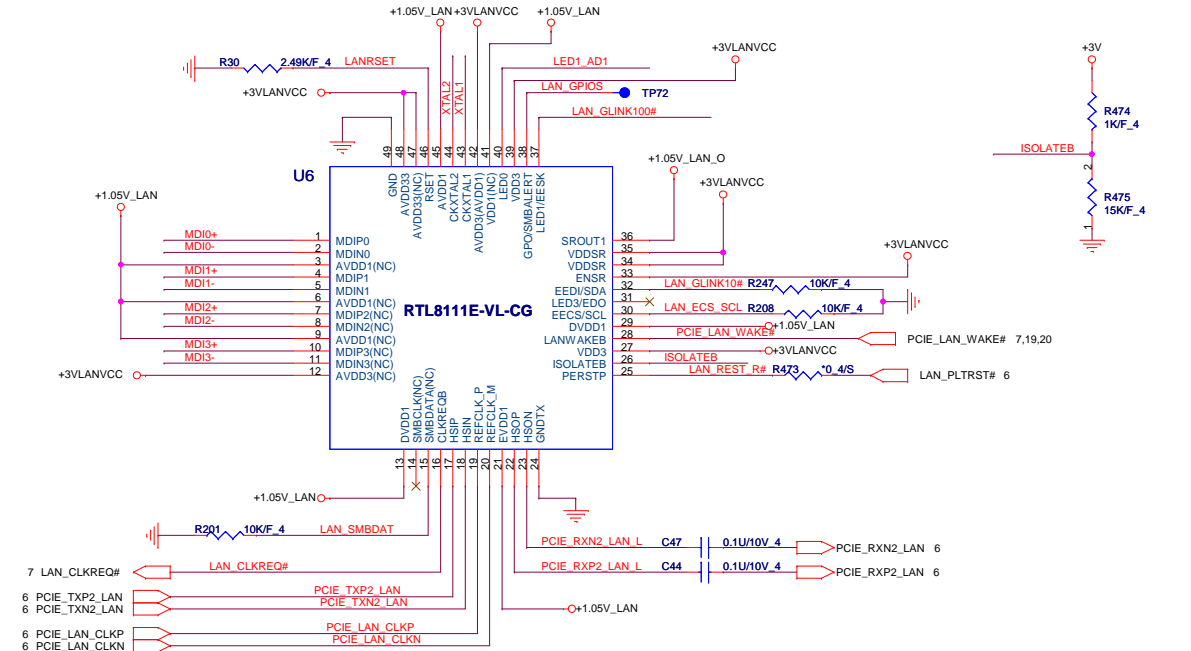 +1.05V_LAN +3VLANVCC +1.05V_LAN
R30 2.49K/F_4 LANRSET
LED1_AD1
+3VLANVCC
+3V
+3VLANVCC
XTAL2
XTAL1
LAN_GPIOS
TP72
LAN_GLINK100#
R474
1K/F_4
ISOLATEB
2
R475
15K/F_4
1
49 48 47 46 45 44 43 42 41 40 39 38 37
U6
GND
AVDD33
AVDD33(NC)
RSET
AVDD1
CKXTAL2
CKXTAL1
AVDD3(AVDD1)
VDD1(NC)
LED0
VDD3
GPO/SMBALERT
LED1/EESK
+1.05V_LAN_O
+3VLANVCC
+1.05V_LAN
MDI0+ 1 MDIP0
MDI0- 2 MDIN0
3 AVDD1(NC)
MDI1+ 4 MDIP1
MDI1- 5 MDIN1
6 AVDD1(NC)
MDI2+ 7 MDIP2(NC)
MDI2- 8 MDIN2(NC)
9 AVDD1(NC)
MDI3+ 10 MDIP3(NC)
MDI3- 11 MDIN3(NC)
+3VLANVCC 12 AVDD3(NC)
RTL8111E-VL-CG
SROUT1 36
VDDSR 35
VDDSR 34
ENSR 33 +3VLANVCC
EEDI/SDA 32 LAN_GLINK10# R247 10K/F_4
LED3/EDO 31
EECS/SCL 30 LAN_ECS_SCL R208 10K/F_4
DVDD1 29 +1.05V_LAN
LANWAKEB 28 PCIE_LAN_WAKE# PCIE_LAN_WAKE# 7,19,20
VDD3 27 +3VLANVCC
ISOLATEB 26 ISOLATEB
PERSTP 25 LAN_REST_R# R473 *0_4/S LAN_PLTRST# 6
DVDD1
SMBCLK(NC)
SMBDATA(NC)
CLKREQB
HSIP
HSIN
REFCLK_P
REFCLK_M
EVDD1
HSOP
HSON
GNDTX
13 14 15 16 17 18 19 20 21 22 23 24
+1.05V_LAN
R201 10K/F_4 LAN_SMBDAT
PCIE_RXN2_LAN_L C47 0.1U/10V_4 PCIE_RXN2_LAN 6
7 LAN_CLKREQ# LAN_CLKREQ#
PCIE_RXP2_LAN_L C44 0.1U/10V_4 PCIE_RXP2_LAN 6
6 PCIE_TXP2_LAN PCIE_TXP2_LAN
6 PCIE_TXN2_LAN PCIE_TXN2_LAN
+1.05V_LAN
6 PCIE_LAN_CLKP PCIE_LAN_CLKP
6 PCIE_LAN_CLKN PCIE_LAN_CLKN